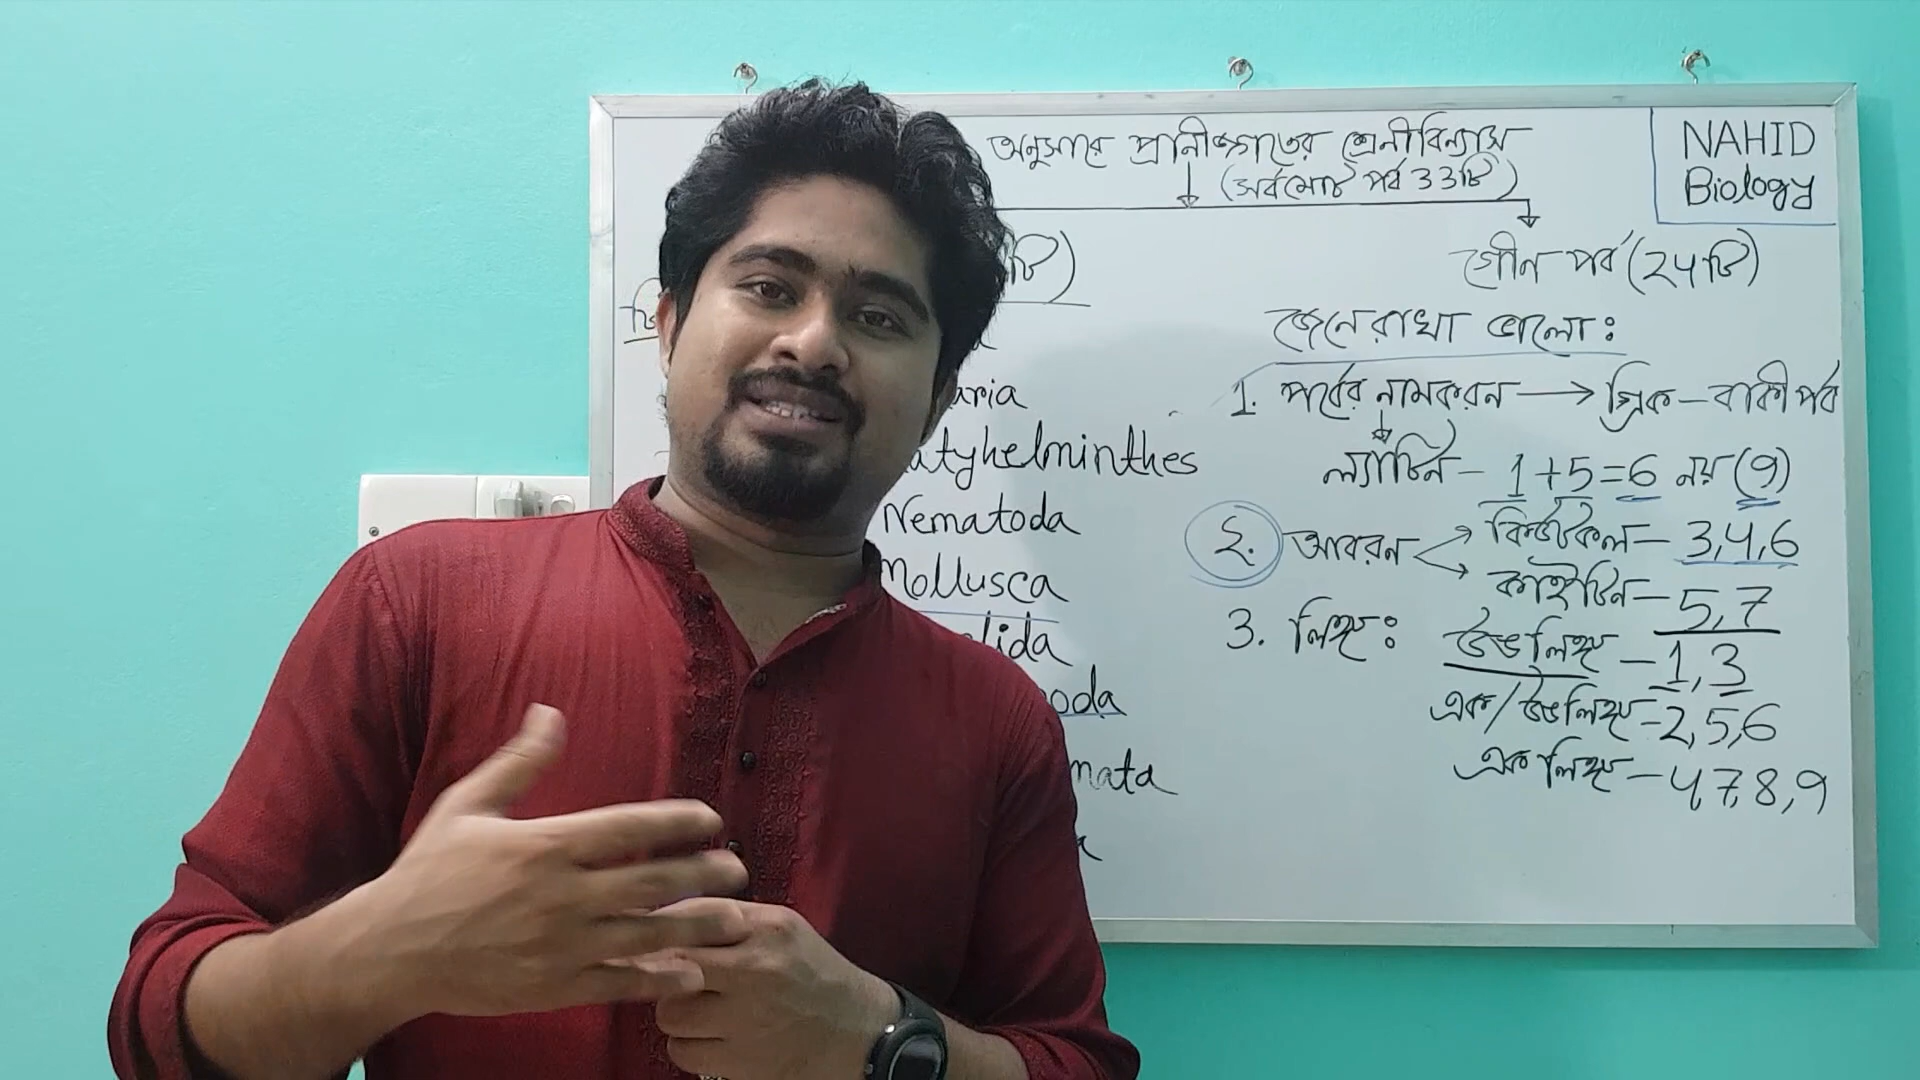 অনুসারে প্রানীজগতের শ্রেনীবিন্যাস
(সর্বমোট পর্ব 33টি)
NAHID
Biology
টি)
গৌন পর্ব (24টি)
জেনে রাখা ভালো:
1. পর্বের নামকরন → গ্রিক - বাকী পর্ব
ল্যাটিন - 1+5=6 নয় (9)
২. আবরন
কিউটিকল - 3,4,6
কাইটিন - 5,7
3. লিঙ্গ: উভলিঙ্গ - 1,3
এক/উভলিঙ্গ - 2,5,6
এক লিঙ্গ - 4,7,8,9
aria
atyhelminthes
Nematoda
Mollusca
lida
oda
mata